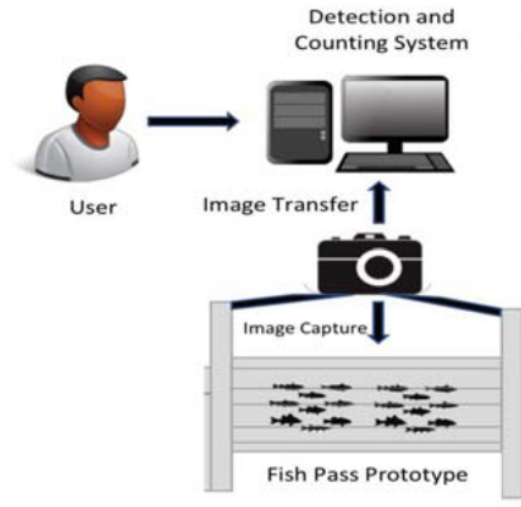 Detection and
Counting System
User
Image Transfer
Image Capture
Fish Pass Prototype